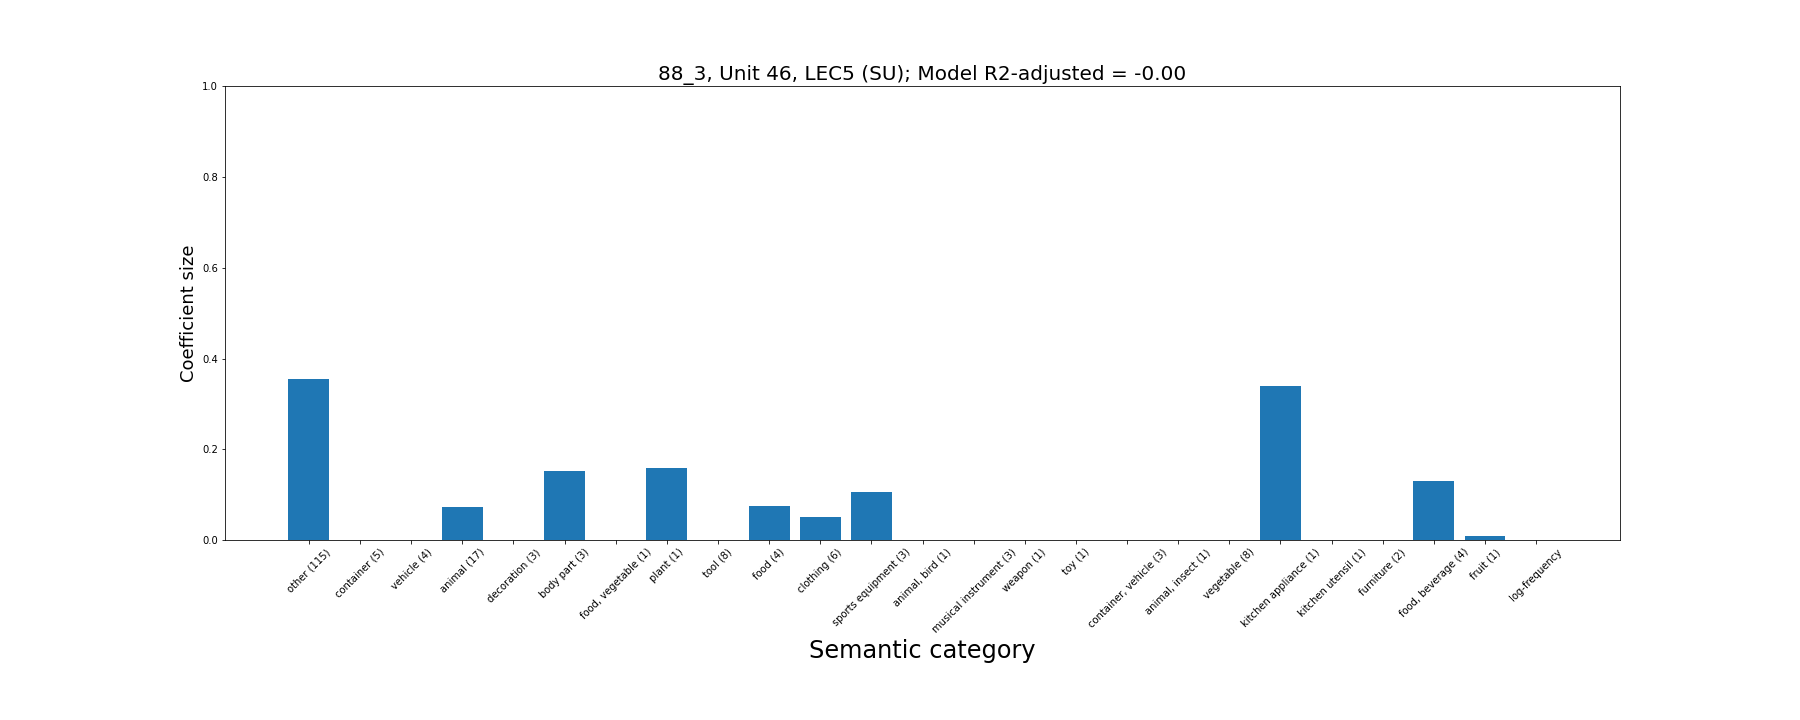 88_3, Unit 46, LEC5 (SU); Model R2-adjusted = -0.00
1.0
0.8
0.6
0.4
0.2
0.0
Coefficient size
other (115)
container (5)
vehicle (4)
animal (17)
decoration (3)
body part (3)
food, vegetable (1)
plant (1)
tool (8)
food (4)
clothing (6)
sports equipment (3)
animal, bird (1)
musical instrument (3)
weapon (1)
toy (1)
container, vehicle (3)
animal, insect (1)
vegetable (8)
kitchen appliance (1)
kitchen utensil (1)
furniture (2)
food, beverage (4)
fruit (1)
log-frequency
Semantic category